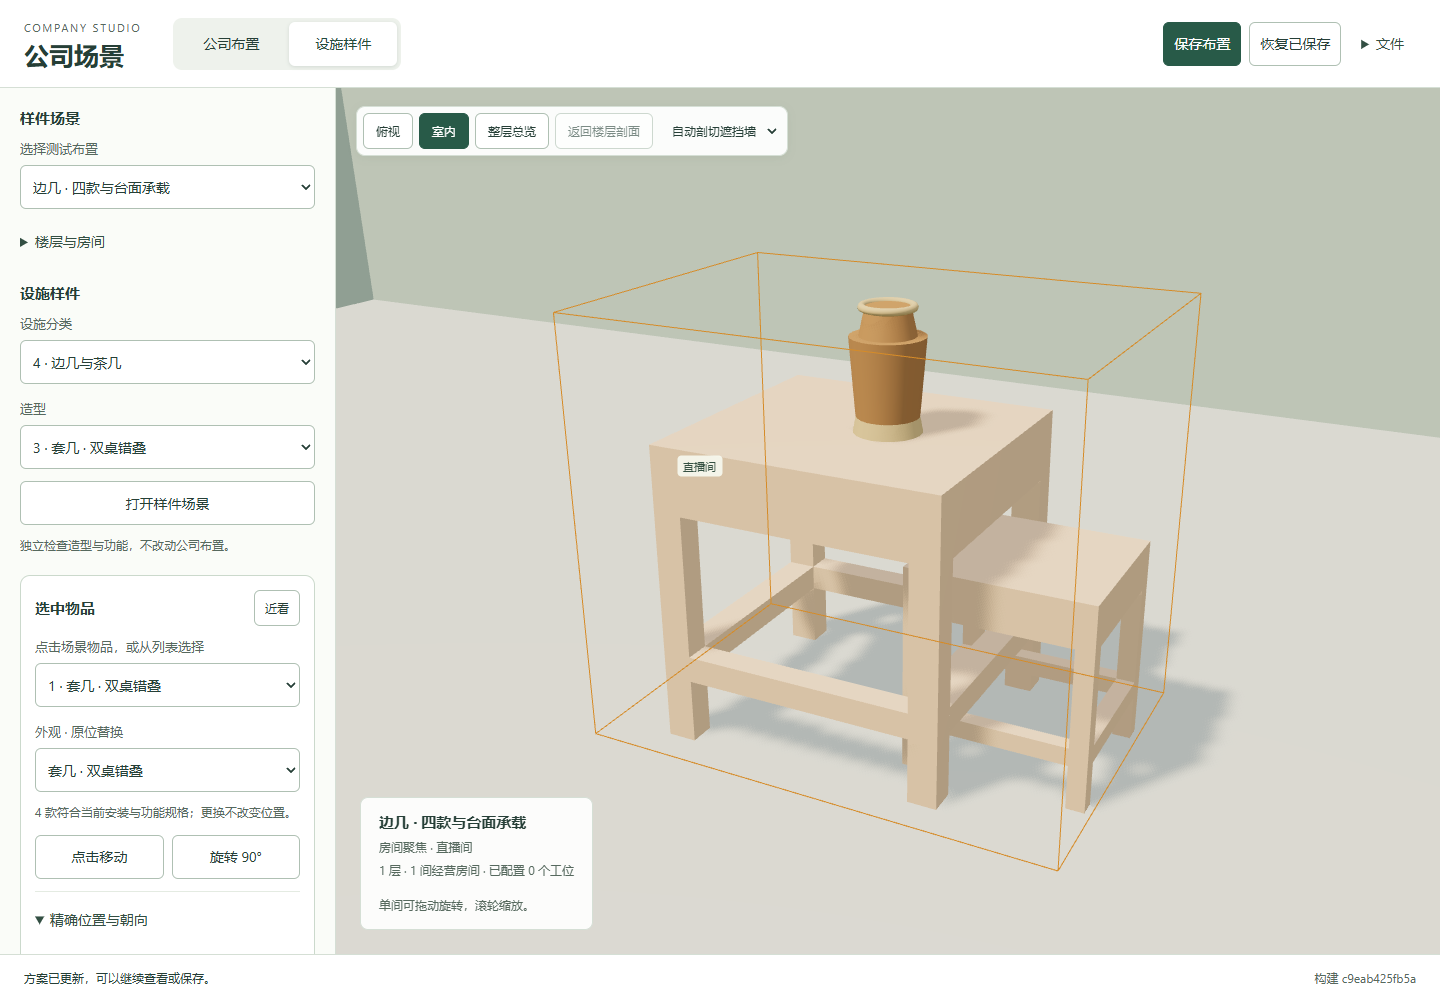 COMPANY STUDIO
公司场景
公司布置
设施样件
保存布置
恢复已保存
文件
样件场景
选择测试布置
边几 · 四款与台面承载
楼层与房间
设施样件
设施分类
4 · 边几与茶几
造型
3 · 套几 · 双桌错叠
打开样件场景
独立检查造型与功能，不改动公司布置。
选中物品
近看
点击场景物品，或从列表选择
1 · 套几 · 双桌错叠
外观 · 原位替换
套几 · 双桌错叠
4 款符合当前安装与功能规格；更换不改变位置。
点击移动
旋转 90°
精确位置与朝向
俯视
室内
整层总览
返回楼层剖面
自动剖切遮挡墙
直播间
边几 · 四款与台面承载
房间聚焦 · 直播间
1 层 · 1 间经营房间 · 已配置 0 个工位
单间可拖动旋转，滚轮缩放。
方案已更新，可以继续查看或保存。
构建 c9eab425fb5a